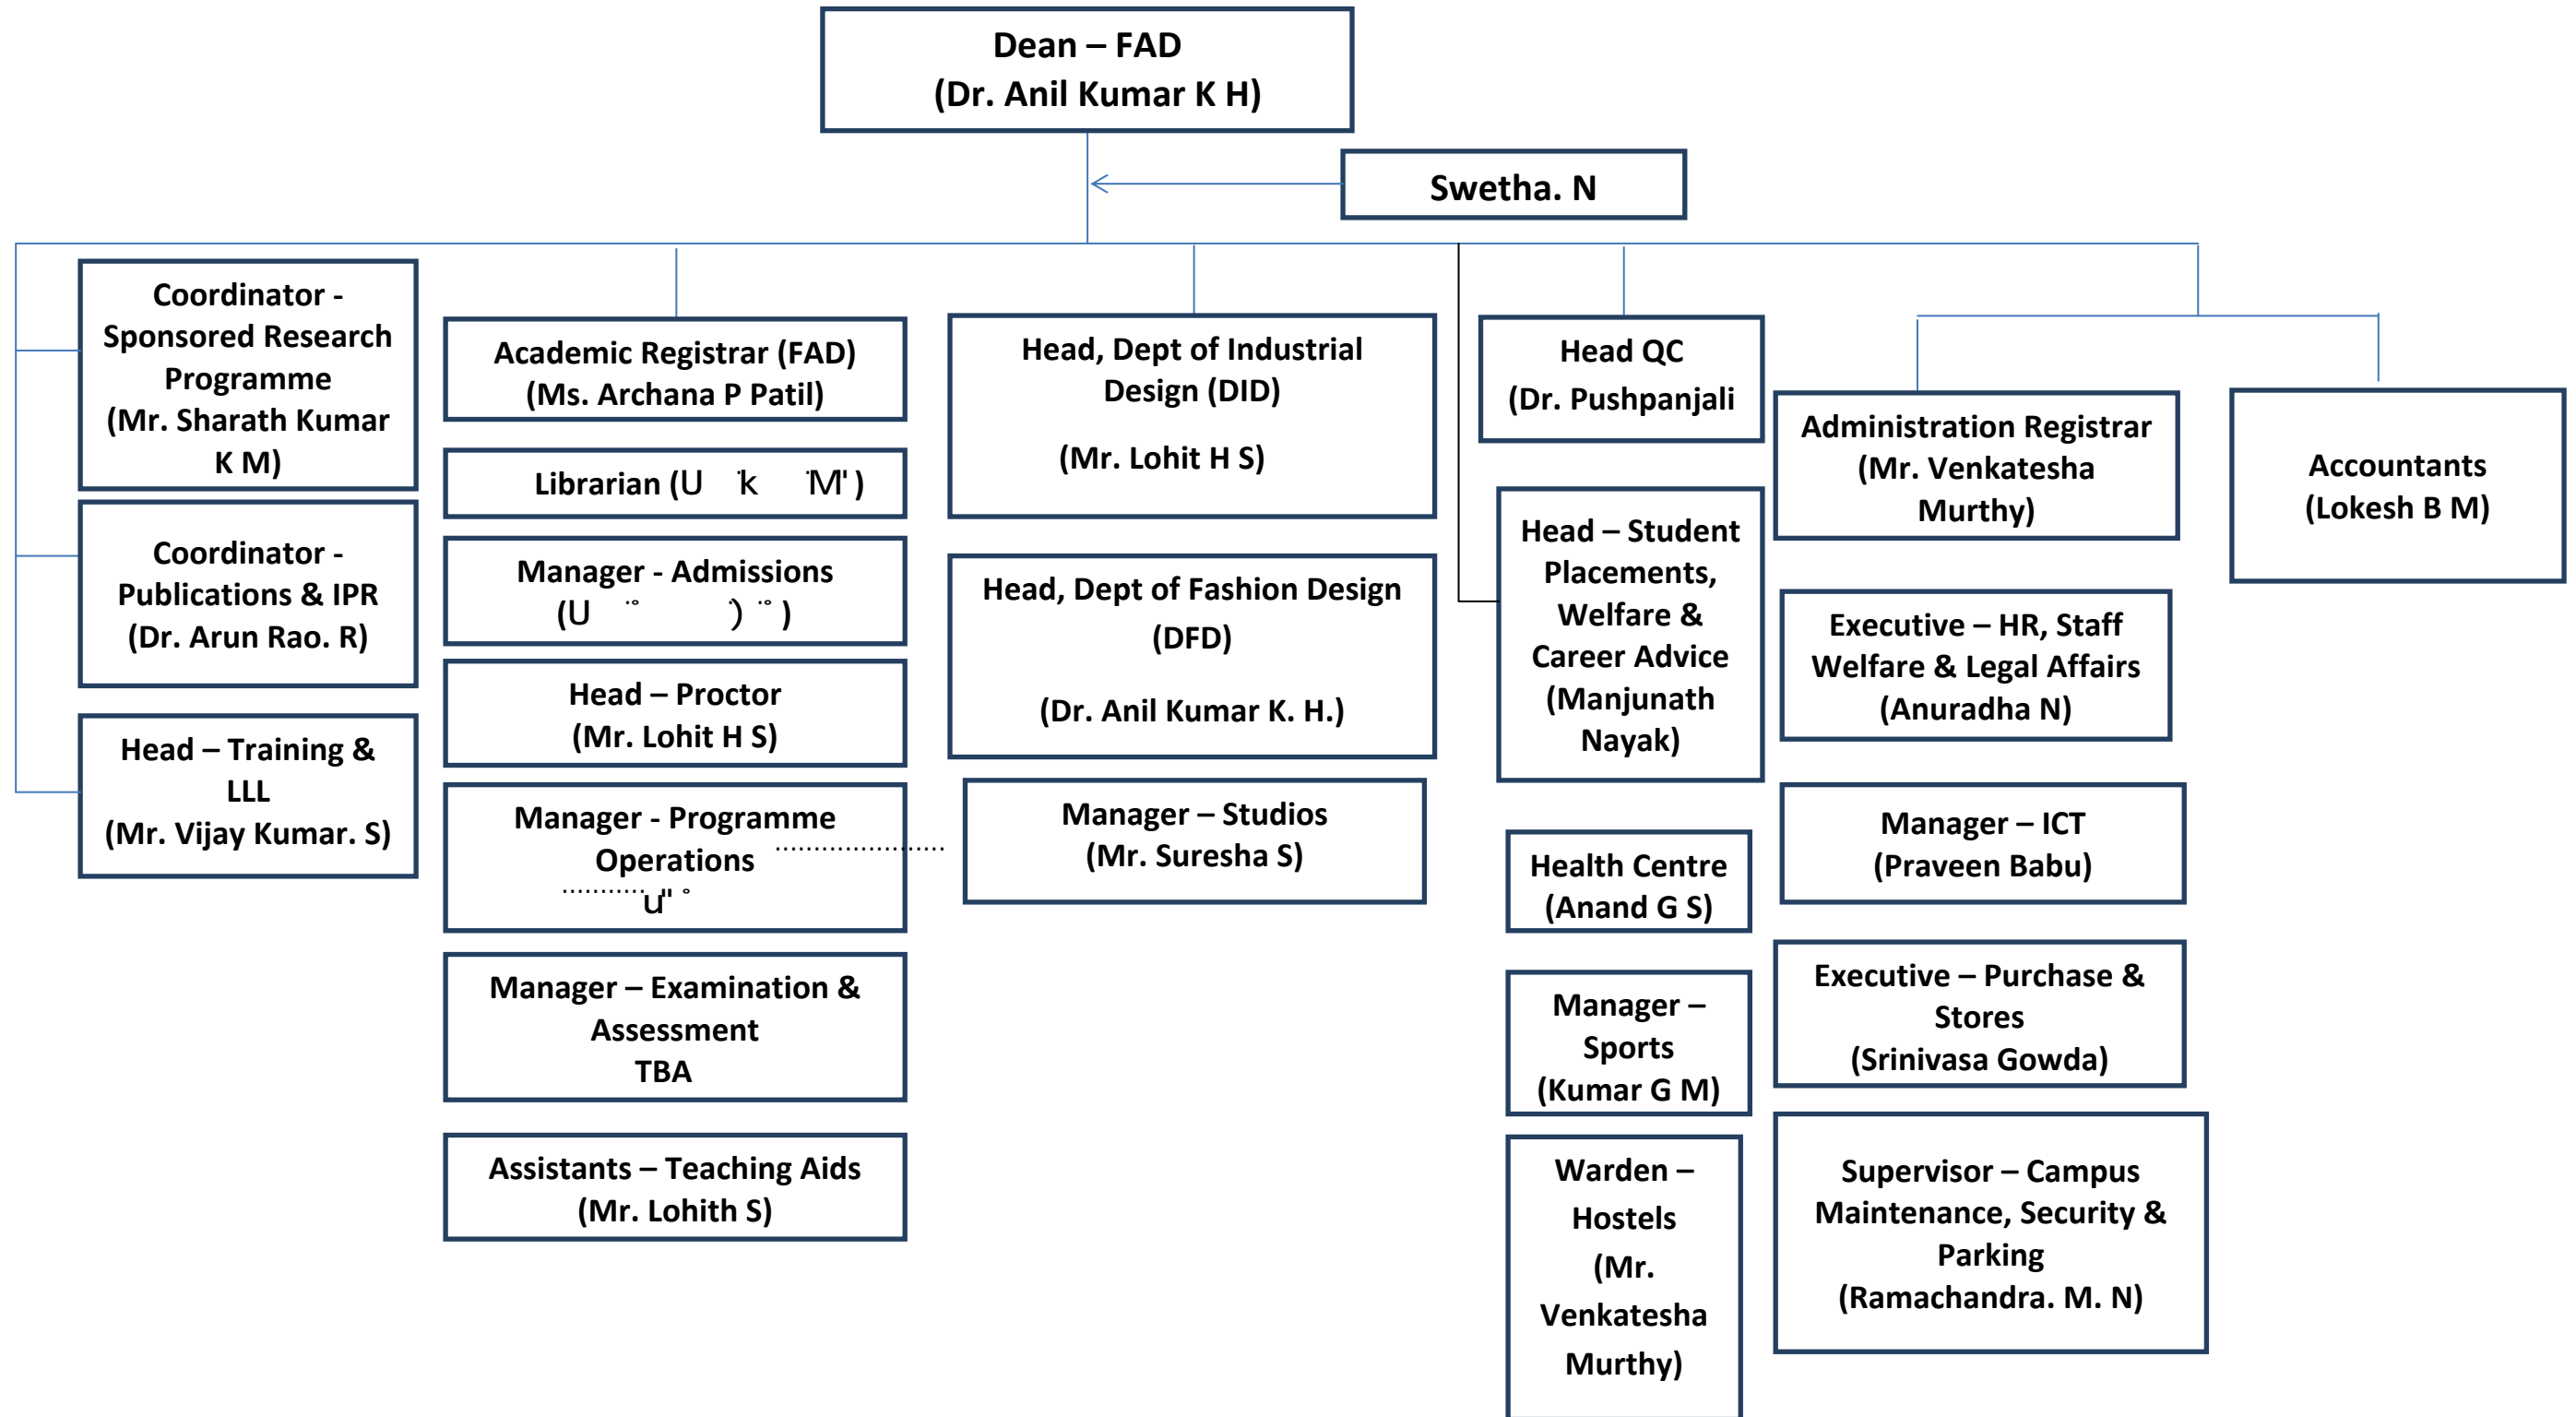 Dean – FAD
(Dr. Anil Kumar K H)
Swetha. N
Coordinator -
Sponsored Research
Programme
(Mr. Sharath Kumar
K M)
Coordinator -
Publications & IPR
(Dr. Arun Rao. R)
Head – Training &
LLL
(Mr. Vijay Kumar. S)
Academic Registrar (FAD)
(Ms. Archana P Patil)
Librarian
Manager - Admissions
Head – Proctor
(Mr. Lohit H S)
Manager - Programme
Operations
Manager – Examination &
Assessment
TBA
Assistants – Teaching Aids
(Mr. Lohith S)
Head, Dept of Industrial
Design (DID)
(Mr. Lohit H S)
Head, Dept of Fashion Design
(DFD)
(Dr. Anil Kumar K. H.)
Manager – Studios
(Mr. Suresha S)
Head QC
(Dr. Pushpanjali
Head – Student
Placements,
Welfare &
Career Advice
(Manjunath
Nayak)
Health Centre
(Anand G S)
Manager –
Sports
(Kumar G M)
Warden –
Hostels
(Mr.
Venkatesha
Murthy)
Administration Registrar
(Mr. Venkatesha
Murthy)
Executive – HR, Staff
Welfare & Legal Affairs
(Anuradha N)
Manager – ICT
(Praveen Babu)
Executive – Purchase &
Stores
(Srinivasa Gowda)
Supervisor – Campus
Maintenance, Security &
Parking
(Ramachandra. M. N)
Accountants
(Lokesh B M)